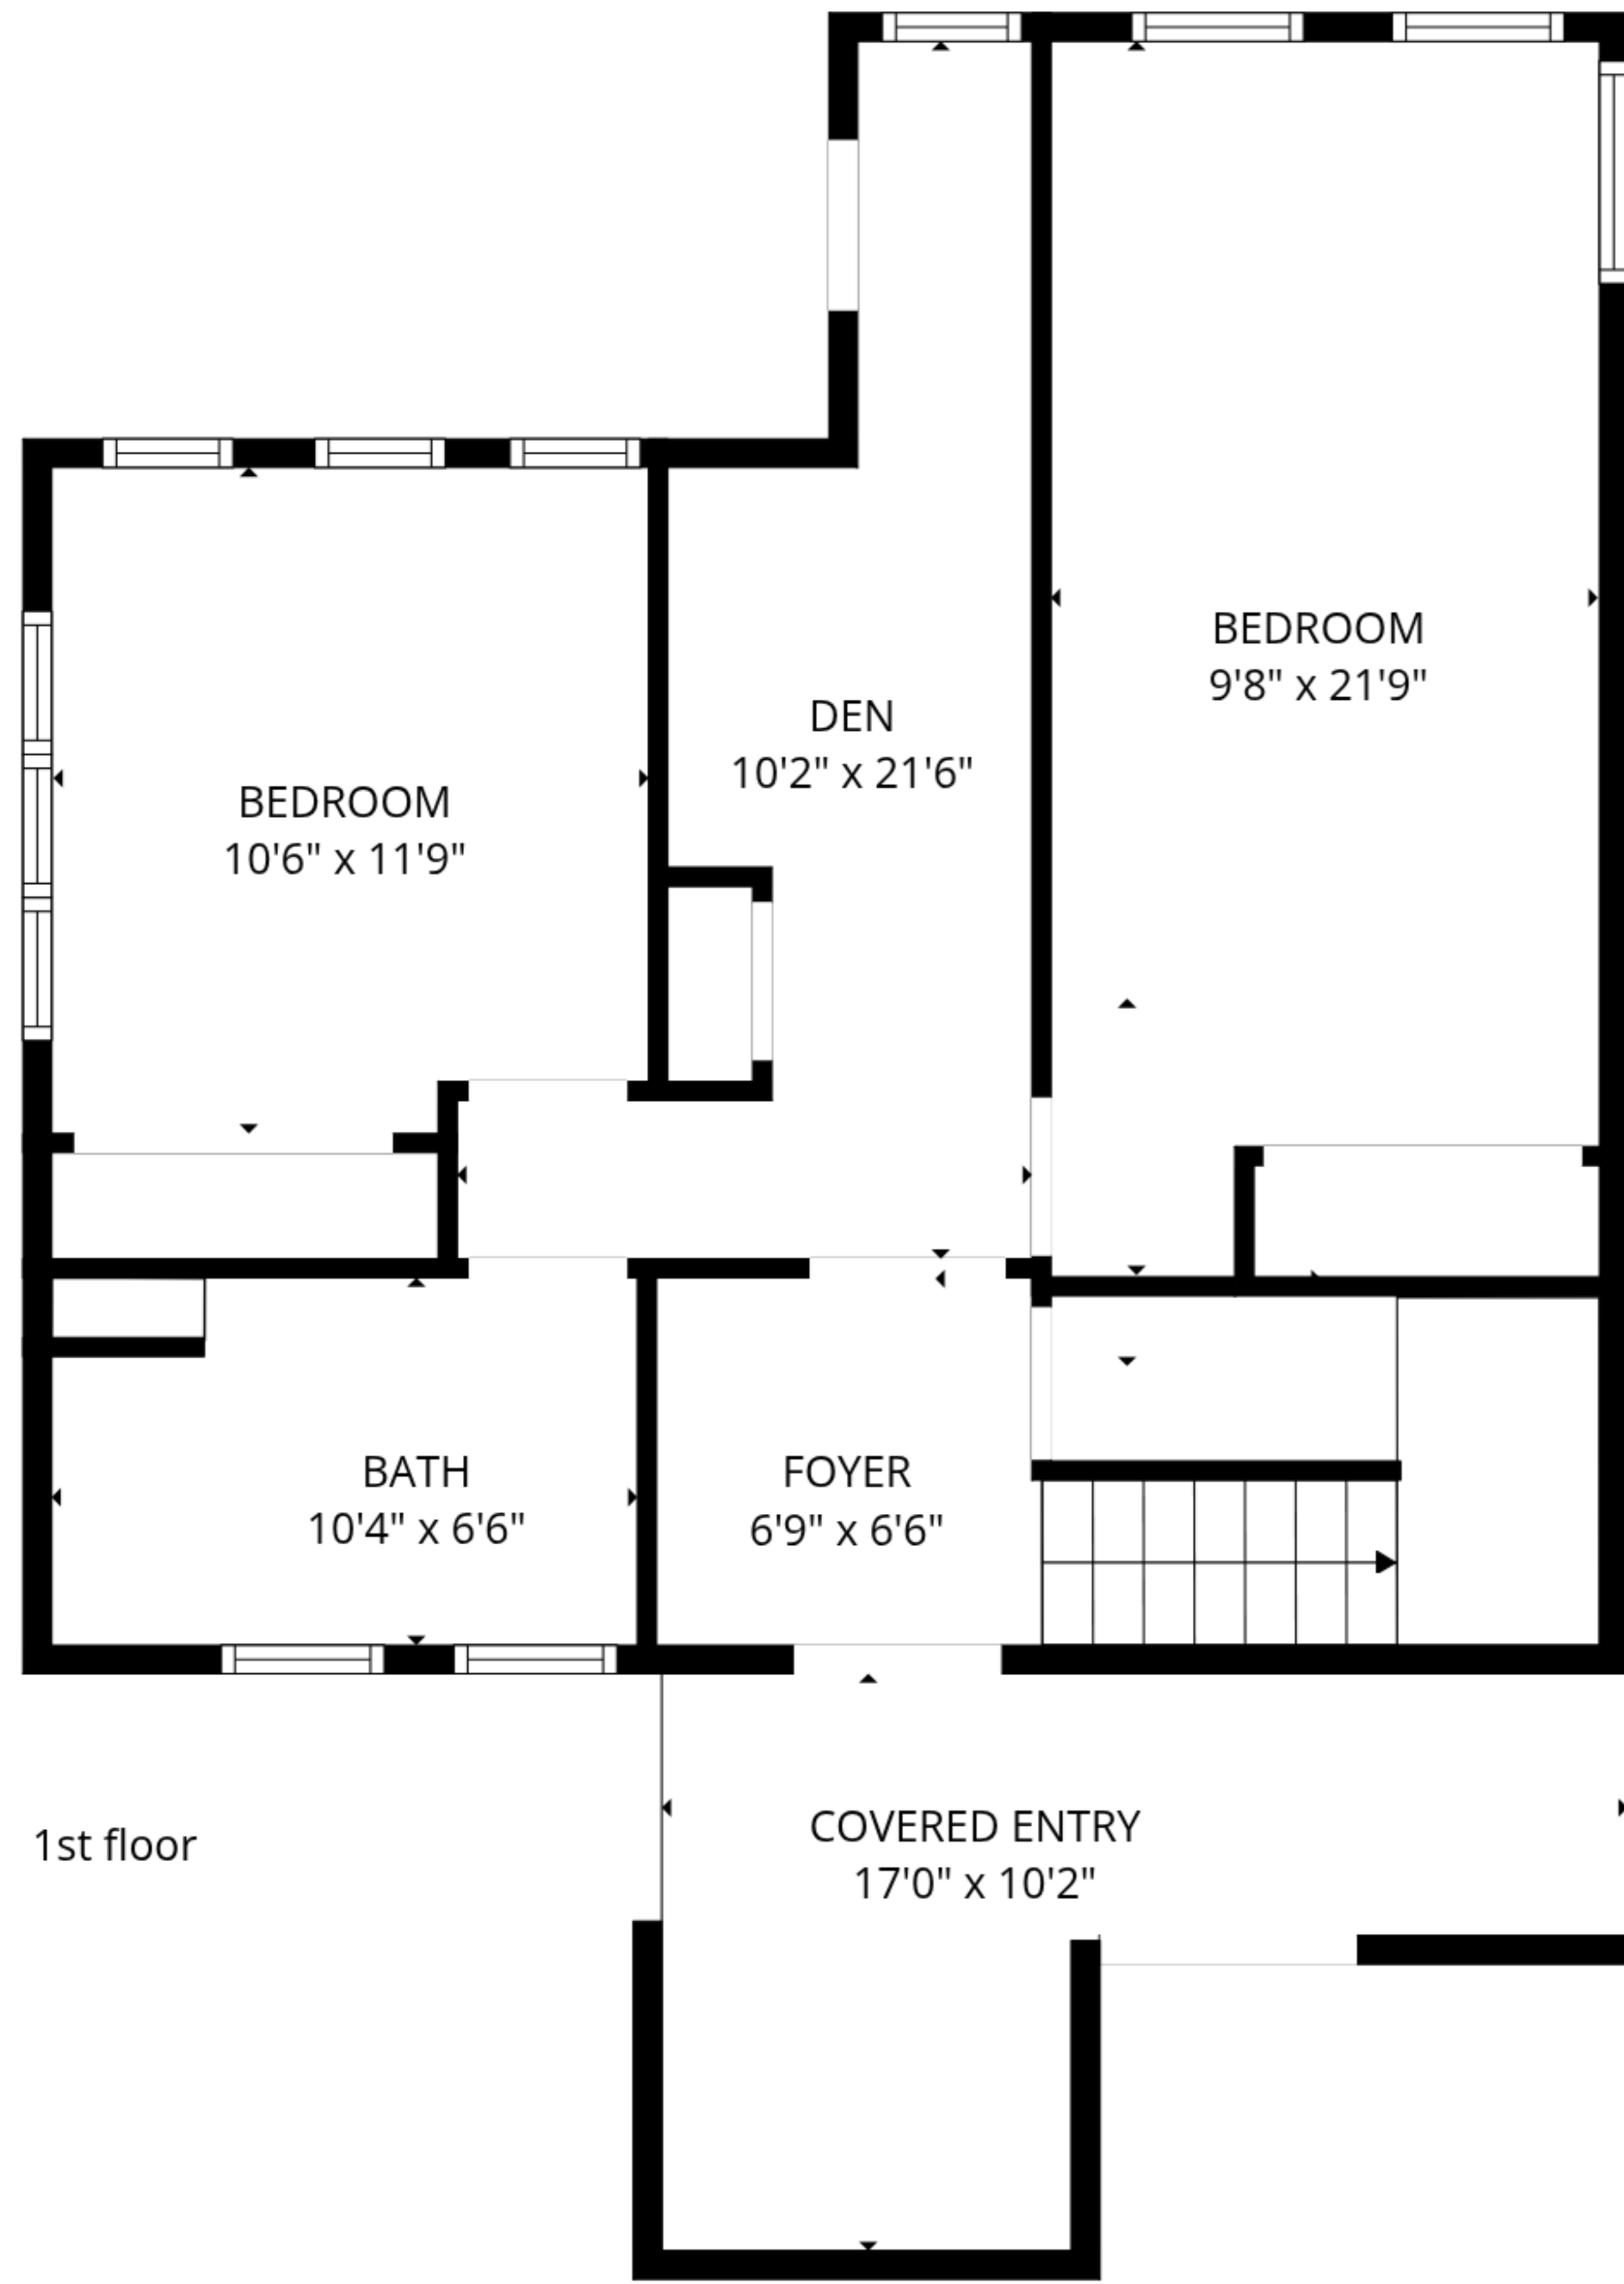 BEDROOM
9'8" x 21'9"
DEN
10'2" x 21'6"
BEDROOM
10'6" x 11'9"
BATH
10'4" x 6'6"
FOYER
6'9" x 6'6"
COVERED ENTRY
17'0" x 10'2"
1st floor